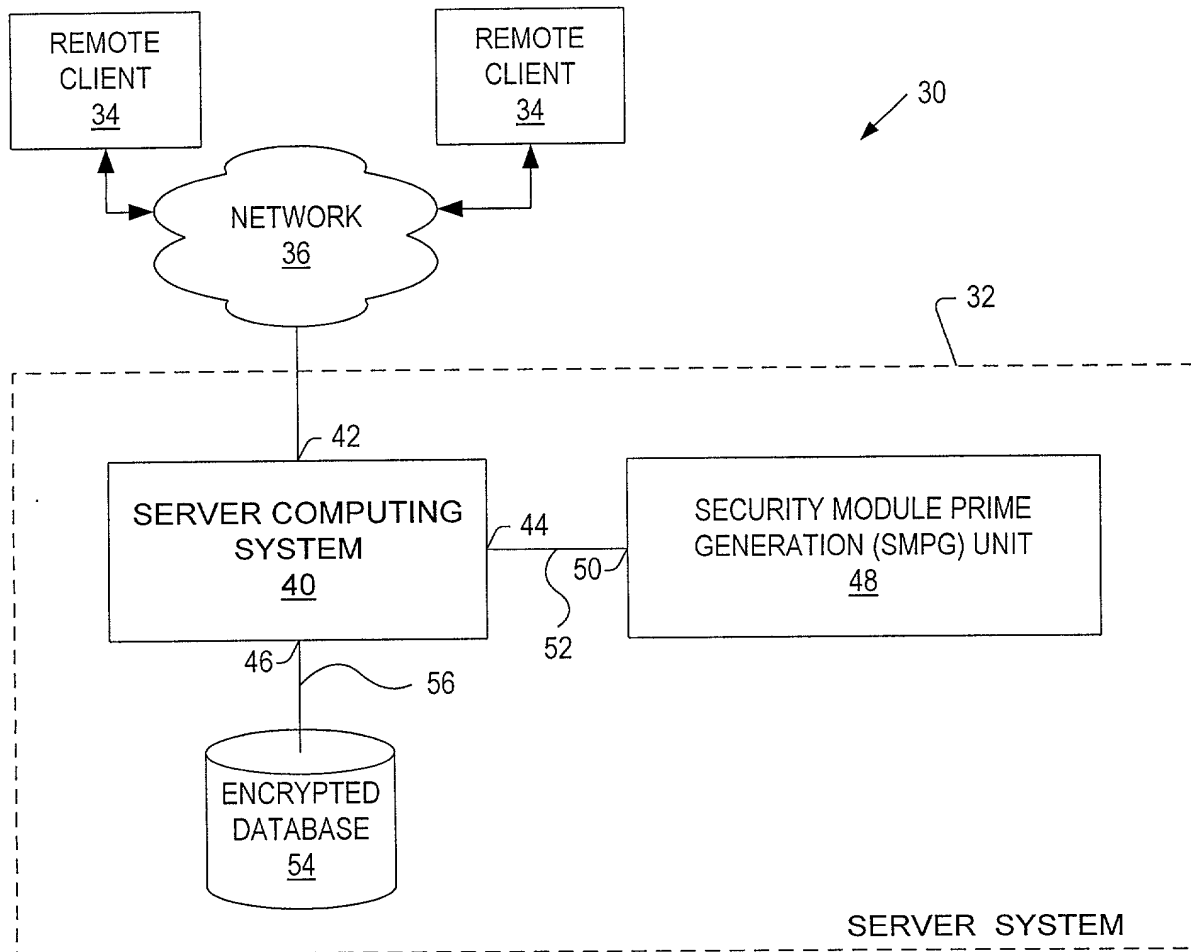 REMOTE
CLIENT
34
REMOTE
CLIENT
34
30
NETWORK
36
32
42
SERVER COMPUTING
SYSTEM
40
44
50
52
SECURITY MODULE PRIME
GENERATION (SMPG) UNIT
48
46
56
ENCRYPTED
DATABASE
54
SERVER SYSTEM